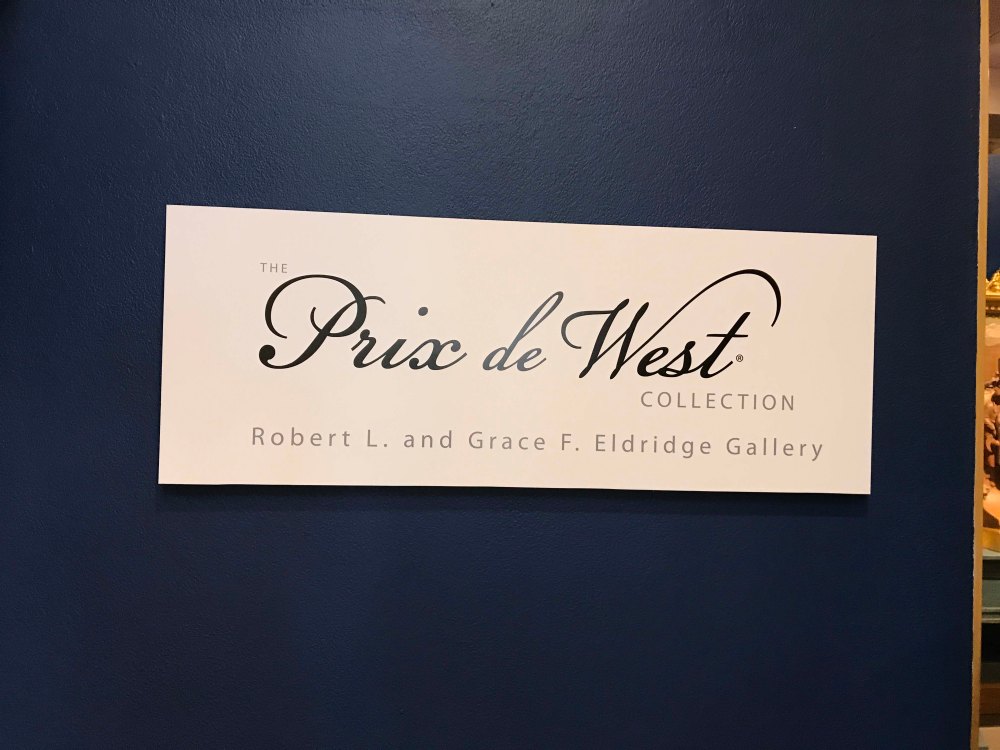 THE
Prix de West®
COLLECTION
Robert L. and Grace F. Eldridge Gallery